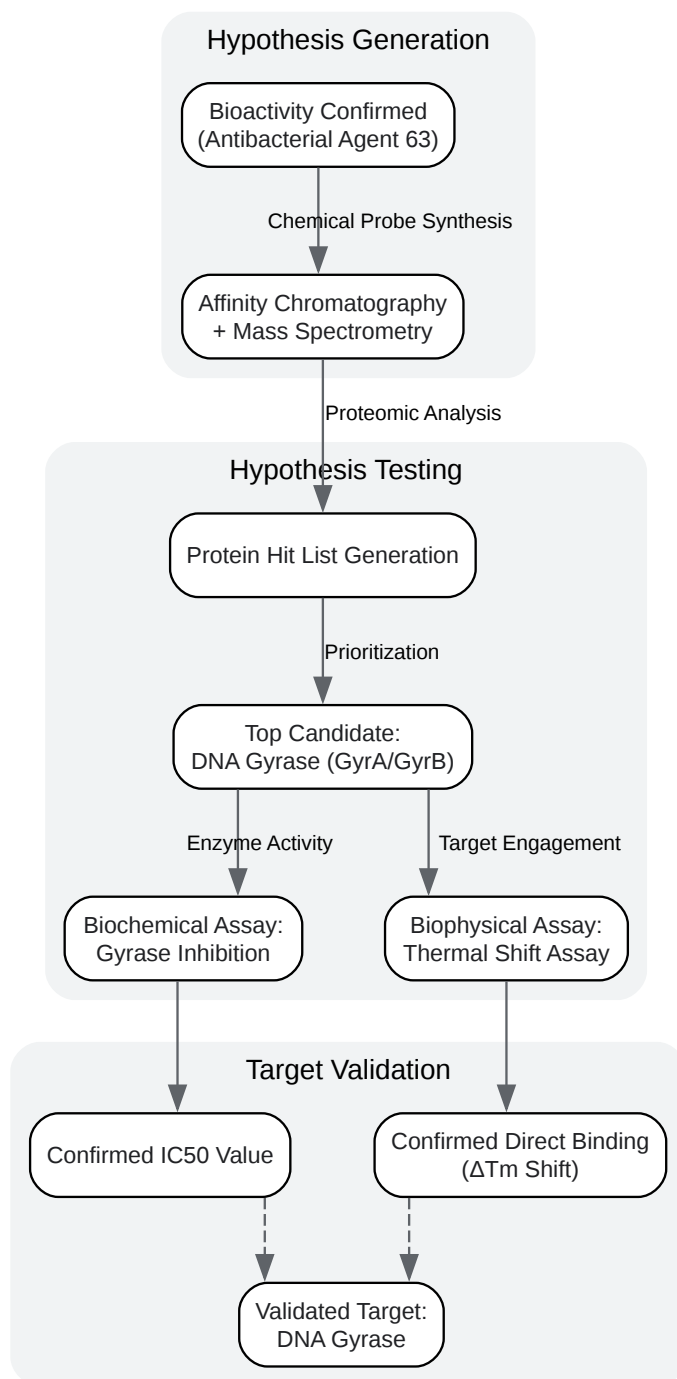 Hypothesis Generation
Bioactivity Confirmed
(Antibacterial Agent 63)
Chemical Probe Synthesis
Affinity Chromatography
+ Mass Spectrometry
Proteomic Analysis
Hypothesis Testing
Protein Hit List Generation
Prioritization
Top Candidate:
DNA Gyrase (GyrA/GyrB)
Enzyme Activity
Target Engagement
Biochemical Assay:
Gyrase Inhibition
Biophysical Assay:
Thermal Shift Assay
Target Validation
Confirmed IC50 Value
Confirmed Direct Binding
(ΔTm Shift)
Validated Target:
DNA Gyrase